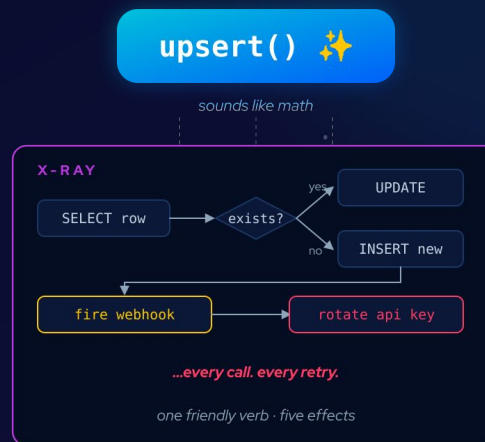 upsert() ✨
sounds like math
X-RAY
SELECT row
exists?
yes
UPDATE
no
INSERT new
fire webhook
rotate api key
...every call. every retry.
one friendly verb · five effects